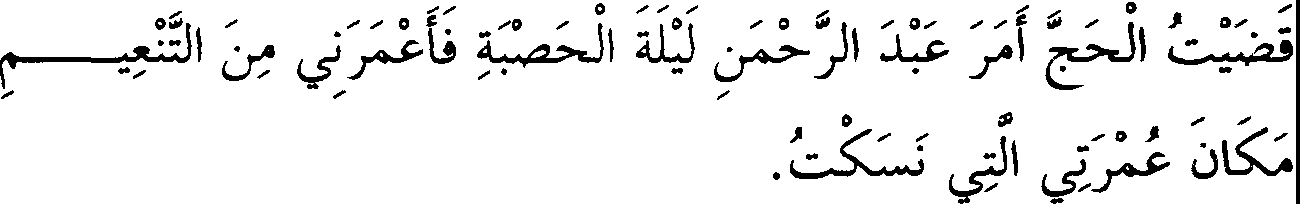 قَضَيْتُ الْحَجَّ أَمَرَ عَبْدَ الرَّحْمَنِ لَيْلَةَ الْحَصْبَةِ فَأَعْمَرَنِي مِنَ التَّنْعِيـــــمِ
مَكَانَ عُمْرَتِي الَّتِي نَسَكْتُ.